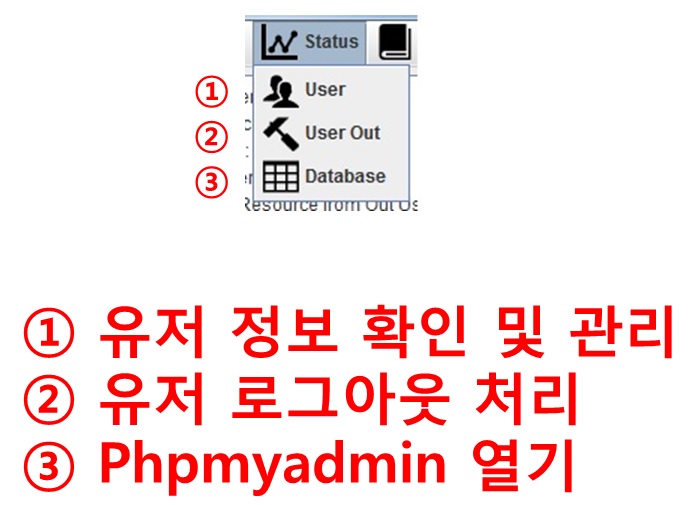 Status
① User
② User Out
③ Database
Resource from Out Us
① 유저 정보 확인 및 관리
② 유저 로그아웃 처리
③ Phpmyadmin 열기